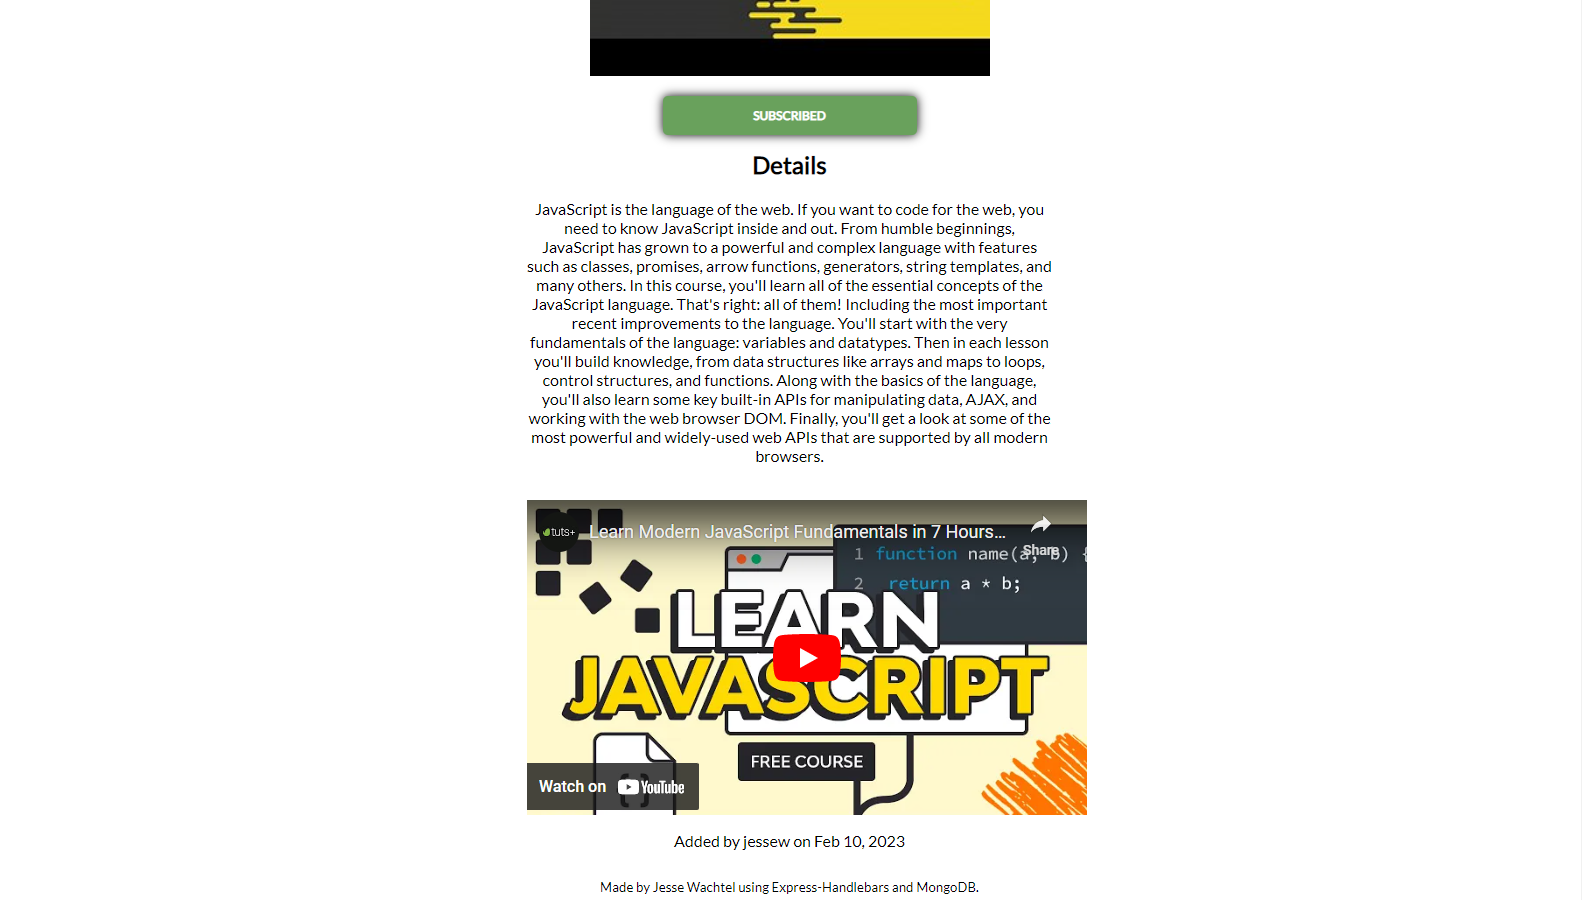 SUBSCRIBED
Details
JavaScript is the language of the web. If you want to code for the web, you
need to know JavaScript inside and out. From humble beginnings,
JavaScript has grown to a powerful and complex language with features
such as classes, promises, arrow functions, generators, string templates, and
many others. In this course, you'll learn all of the essential concepts of the
JavaScript language. That's right: all of them! Including the most important
recent improvements to the language. You'll start with the very
fundamentals of the language: variables and datatypes. Then in each lesson
you'll build knowledge, from data structures like arrays and maps to loops,
control structures, and functions. Along with the basics of the language,
you'll also learn some key built-in APIs for manipulating data, AJAX, and
working with the web browser DOM. Finally, you'll get a look at some of the
most powerful and widely-used web APIs that are supported by all modern
browsers.
tuts+
Learn Modern JavaScript Fundamentals in 7 Hours...
Share
1 function name(a, b) {
2 return a * b;
LEARN
JAVASCRIPT
FREE COURSE
{ }
Watch on YouTube
Added by jessew on Feb 10, 2023
Made by Jesse Wachtel using Express-Handlebars and MongoDB.